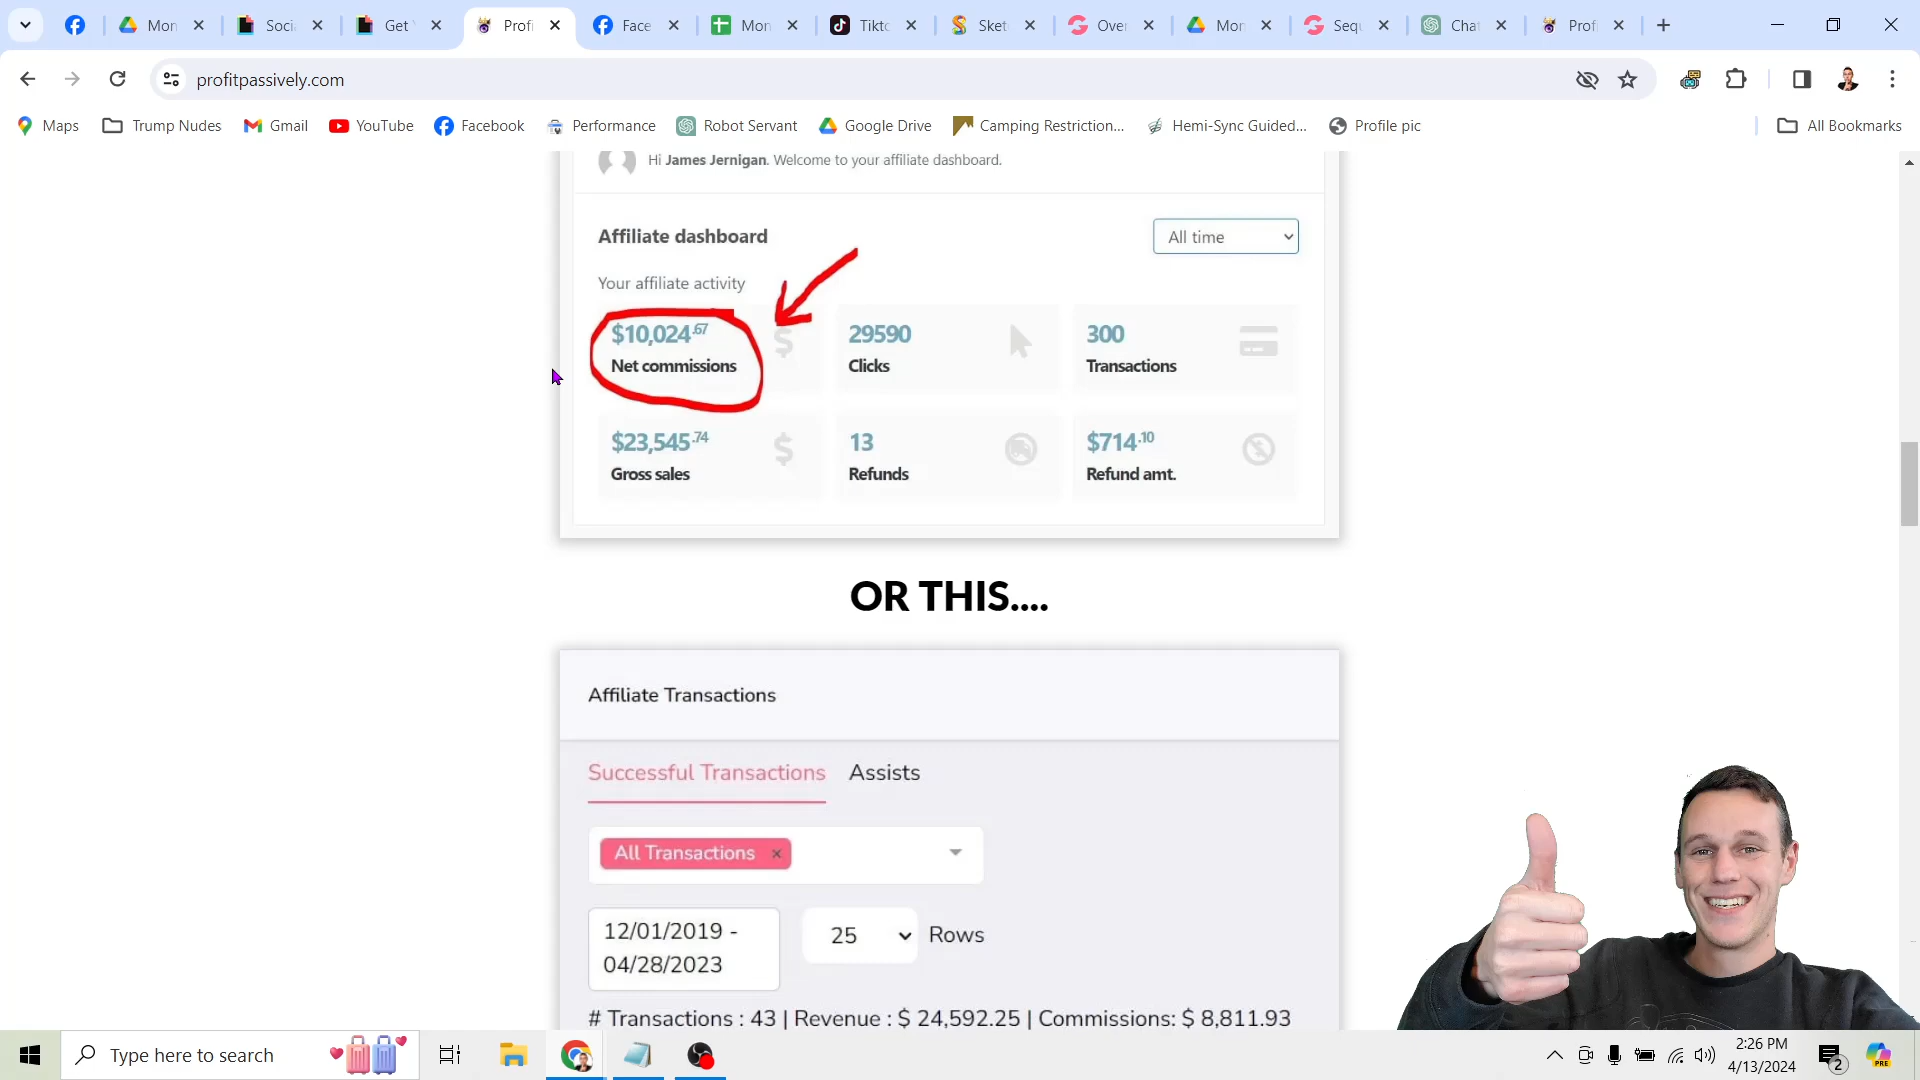 Mon
Soci
Get
Profi
Face
Mon
Tikto
Sket
Over
Mon
Sequ
Chat
Profi
profitpassively.com
Maps
Trump Nudes
Gmail
YouTube
Facebook
Performance
Robot Servant
Google Drive
Camping Restriction...
Hemi-Sync Guided...
Profile pic
All Bookmarks
Hi James Jernigan. Welcome to your affiliate dashboard.
Affiliate dashboard
All time
Your affiliate activity
$10,024.67
Net commissions
$
29590
Clicks
300
Transactions
$23,545.74
Gross sales
$
13
Refunds
$714.10
Refund amt.
OR THIS....
Affiliate Transactions
Successful Transactions
Assists
All Transactions ×
12/01/2019 -
04/28/2023
25
Rows
# Transactions : 43 | Revenue : $ 24,592.25 | Commissions: $ 8,811.93
Type here to search
2:26 PM
4/13/2024
2
PRE